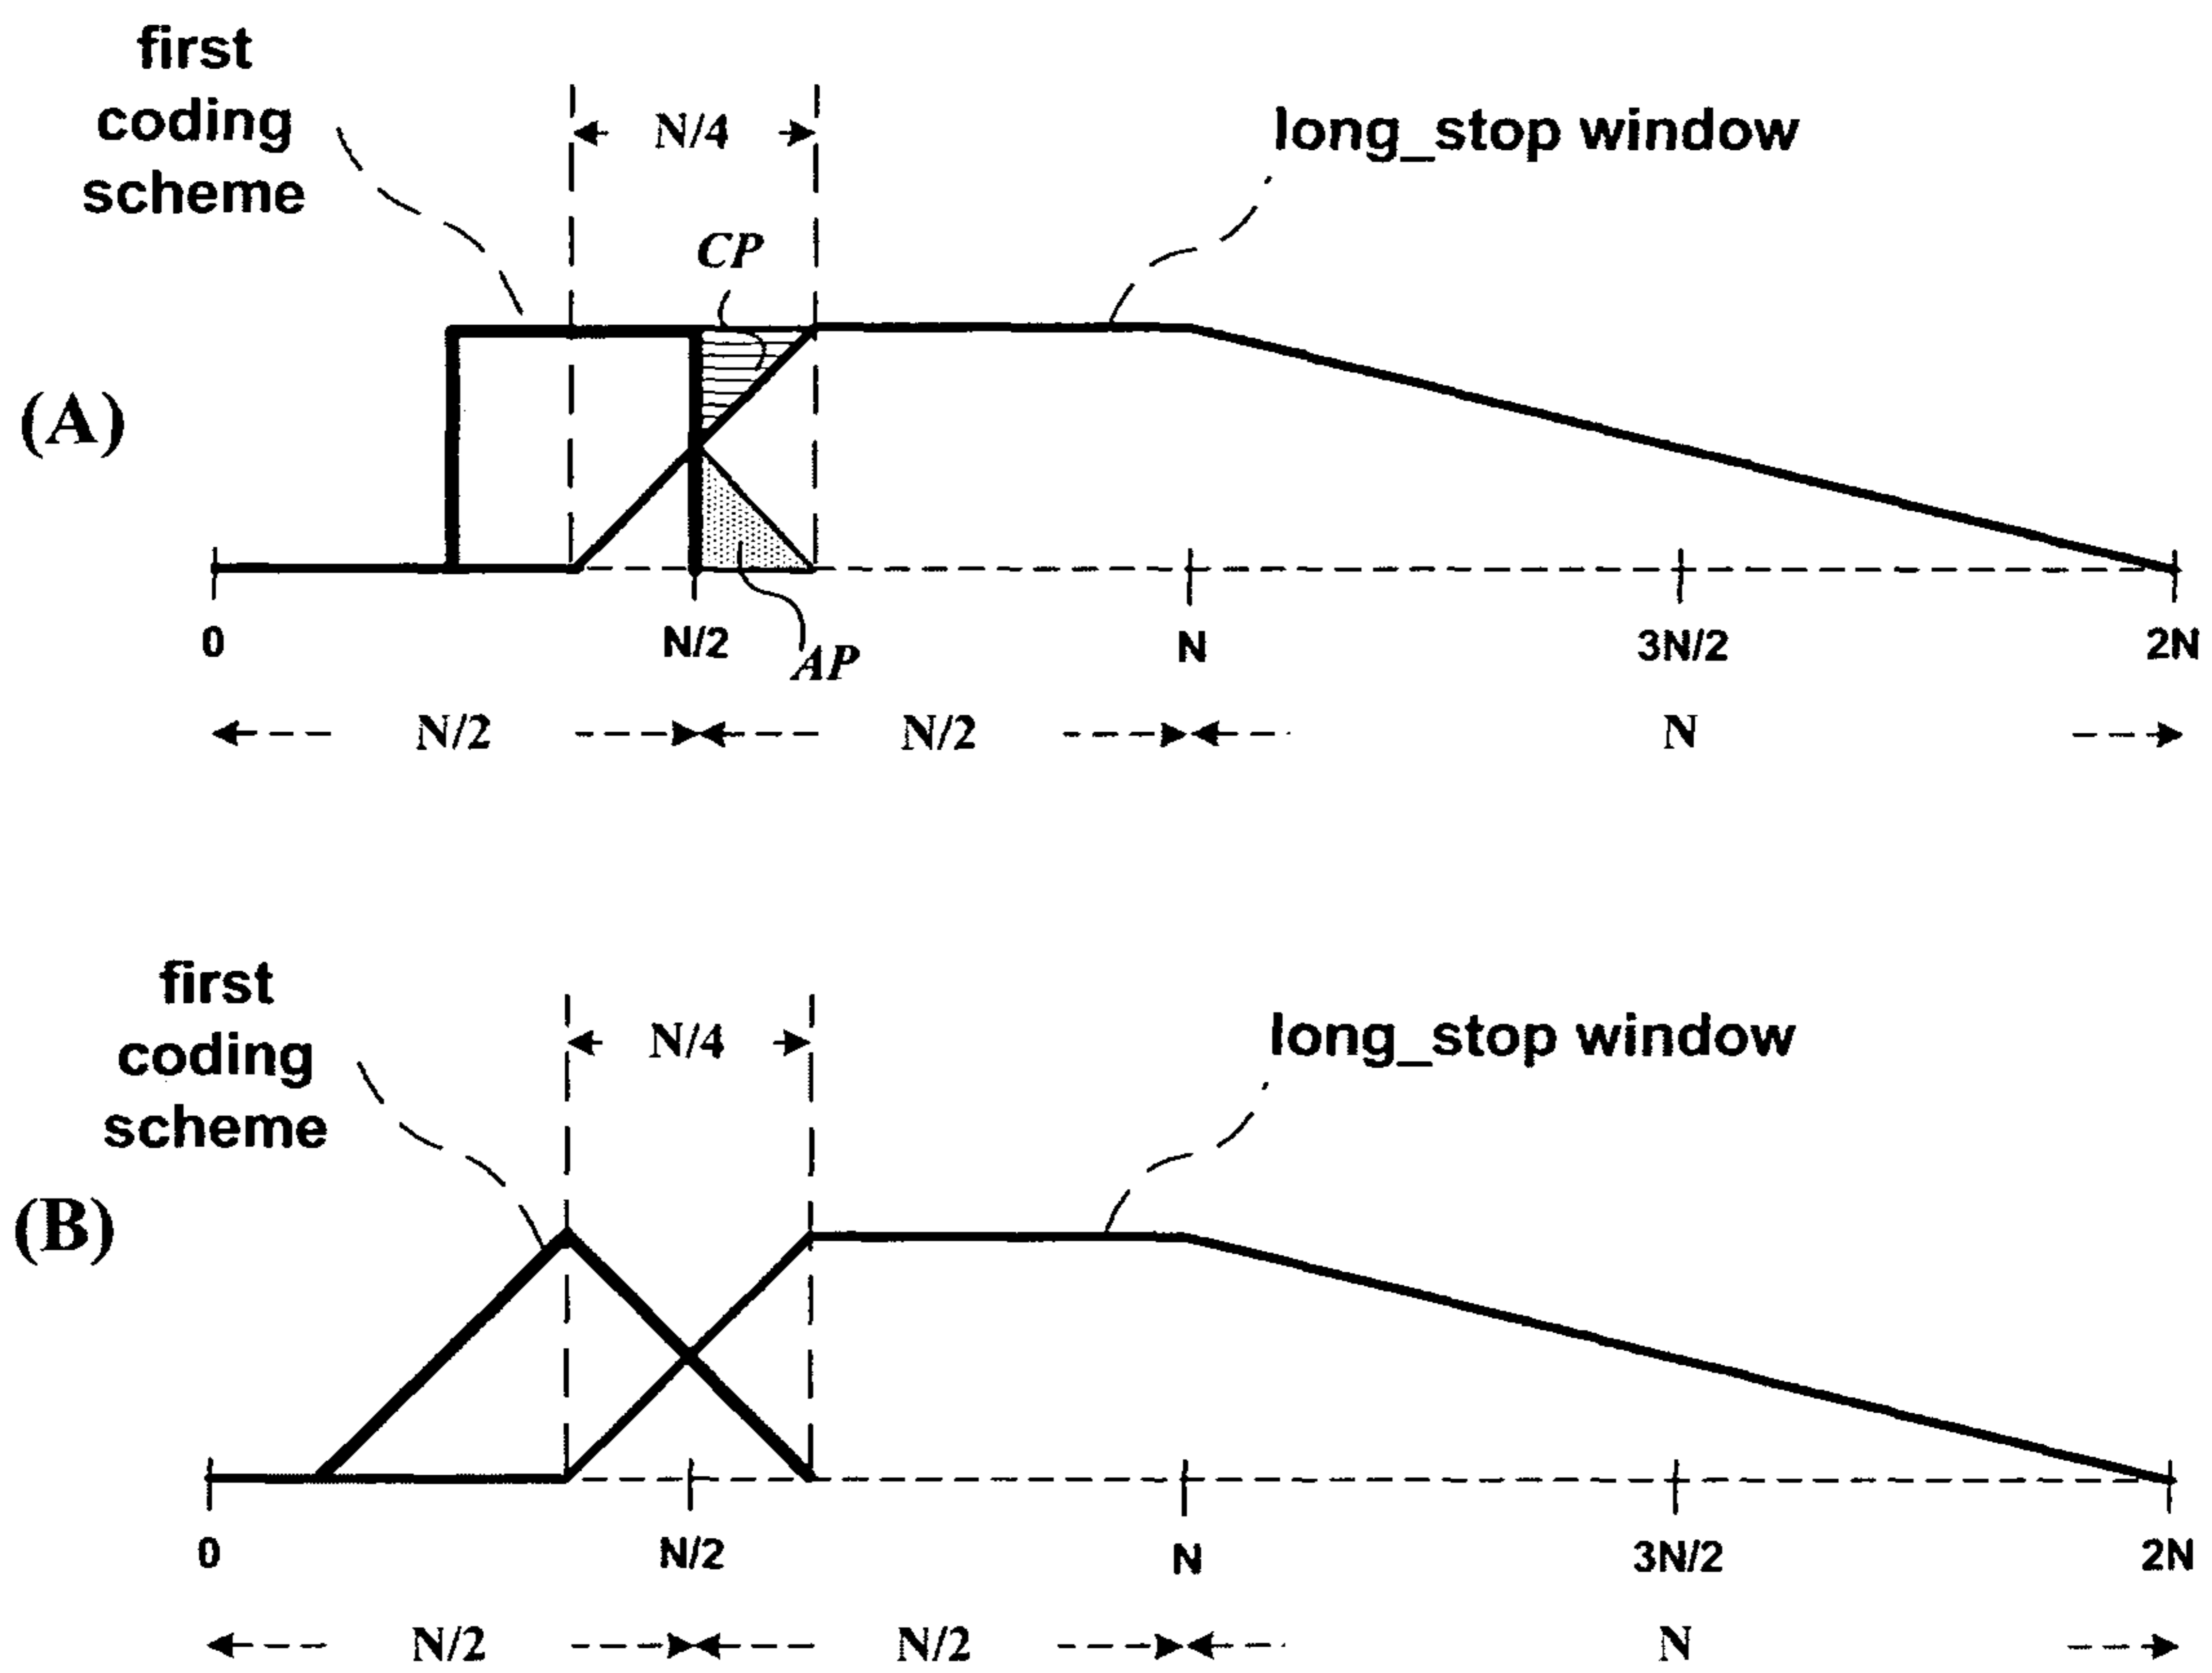 first
coding
scheme
N/4
long_stop window
CP
(A)
0
N/2
N
3N/2
2N
AP
N/2
N/2
N
first
coding
scheme
N/4
long_stop window
(B)
0
N/2
N
3N/2
2N
N/2
N/2
N